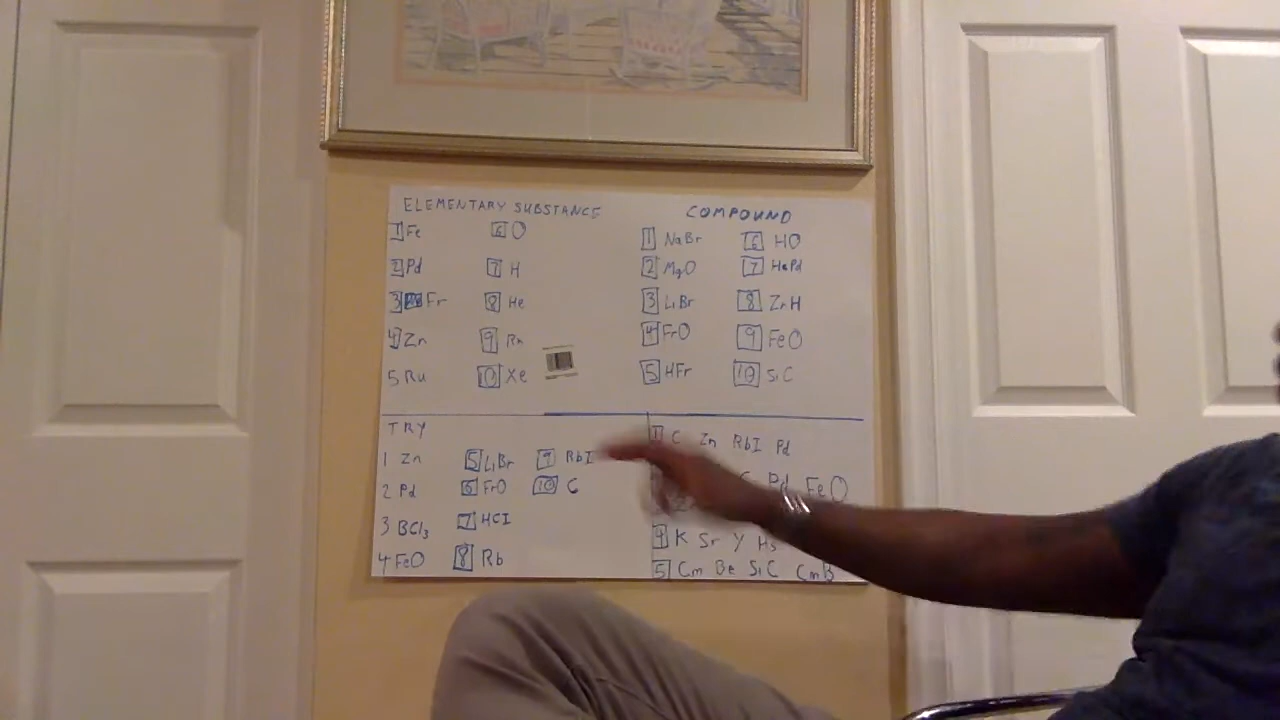 ELEMENTARY SUBSTANCE
1 Fe 6 O
2 Pd 7 H
3 Fr 8 He
4 Zn 9 Rn
5 Ru 10 Xe
COMPOUND
1 NaBr 6 HO
2 MgO 7 HePd
3 LiBr 8 ZrH
4 FrO 9 FeO
5 HFr 10 SiC
TRY
1 Zn 5 LiBr 9 RbI
2 Pd 6 FrO 10 C
3 BCl3 7 HCI
4 FeO 8 Rb
1 C Zn RbI Pd
Pd FeO
4 K Sr Y Hs
5 Cm Be SiC CmB